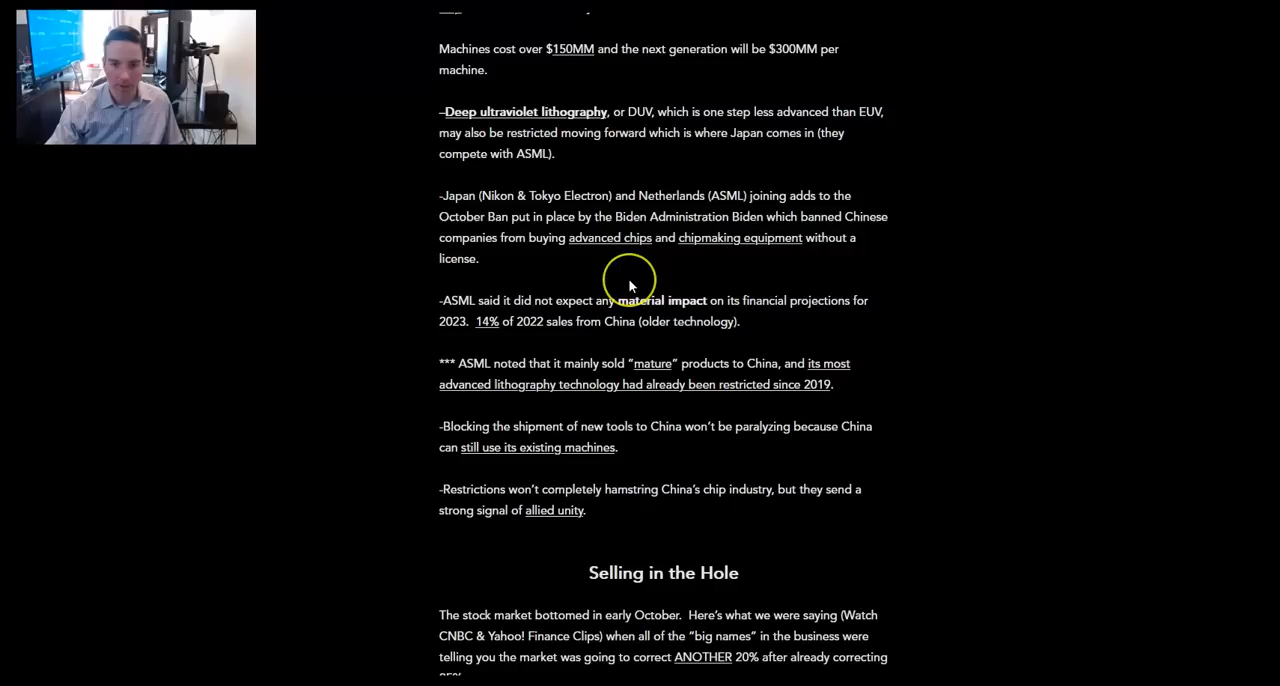 Machines cost over $150MM and the next generation will be $300MM per
machine.
–Deep ultraviolet lithography, or DUV, which is one step less advanced than EUV,
may also be restricted moving forward which is where Japan comes in (they
compete with ASML).
-Japan (Nikon & Tokyo Electron) and Netherlands (ASML) joining adds to the
October Ban put in place by the Biden Administration Biden which banned Chinese
companies from buying advanced chips and chipmaking equipment without a
license.
-ASML said it did not expect any material impact on its financial projections for
2023. 14% of 2022 sales from China (older technology).
*** ASML noted that it mainly sold “mature” products to China, and its most
advanced lithography technology had already been restricted since 2019.
-Blocking the shipment of new tools to China won’t be paralyzing because China
can still use its existing machines.
-Restrictions won’t completely hamstring China’s chip industry, but they send a
strong signal of allied unity.
Selling in the Hole
The stock market bottomed in early October. Here’s what we were saying (Watch
CNBC & Yahoo! Finance Clips) when all of the “big names” in the business were
telling you the market was going to correct ANOTHER 20% after already correcting